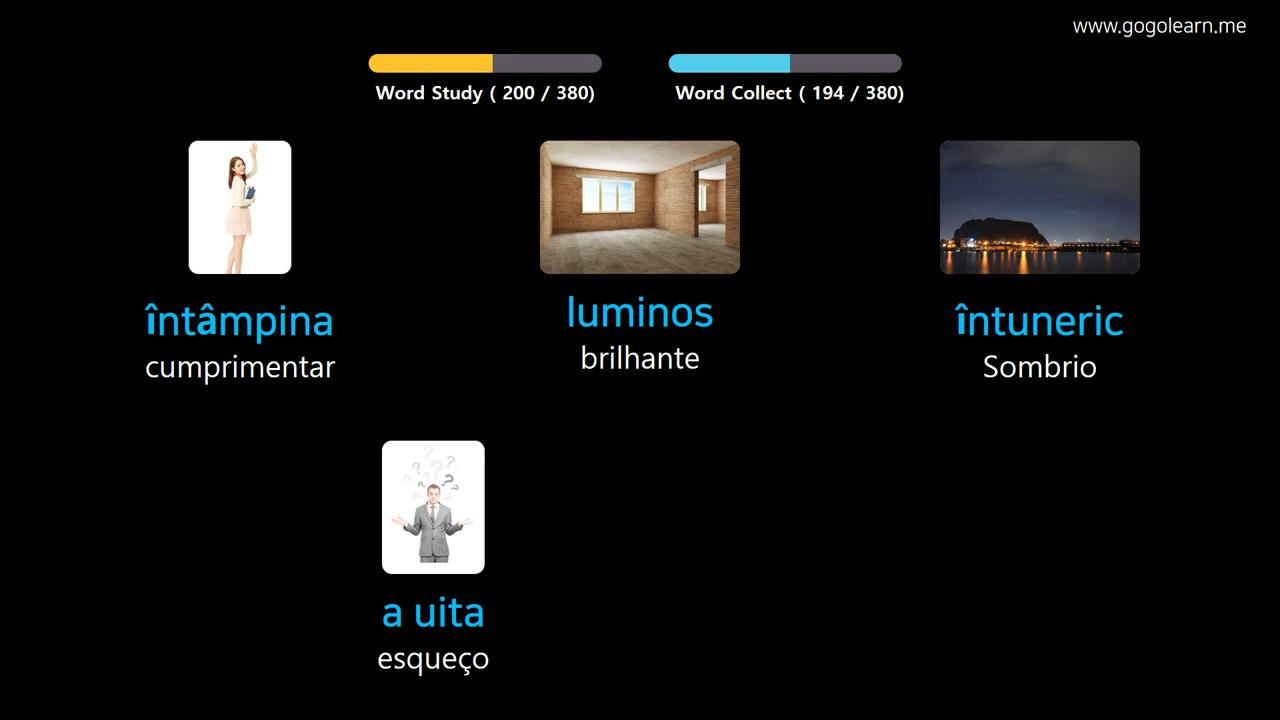 www.gogolearn.me
Word Study ( 200 / 380)
Word Collect ( 194 / 380)
întâmpina
cumprimentar
luminos
brilhante
întuneric
Sombrio
a uita
esqueço